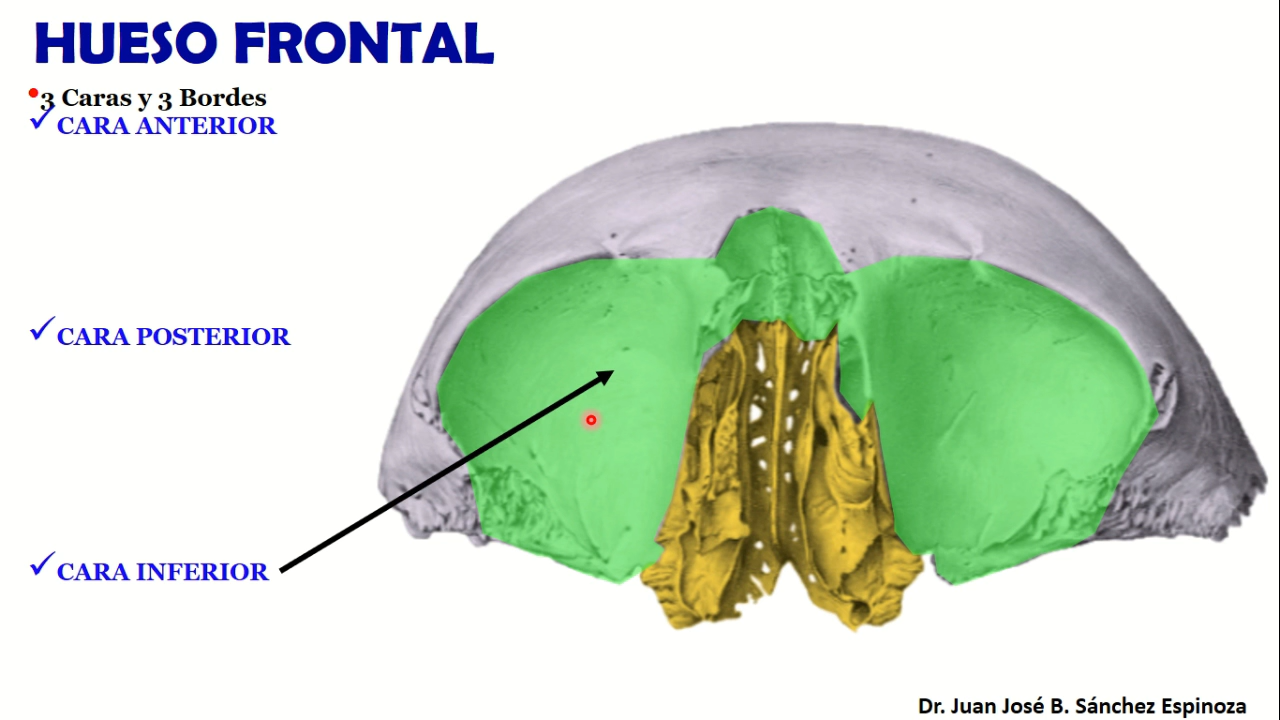 HUESO FRONTAL
•3 Caras y 3 Bordes
✓CARA ANTERIOR
✓CARA POSTERIOR
✓CARA INFERIOR
Dr. Juan José B. Sánchez Espinoza